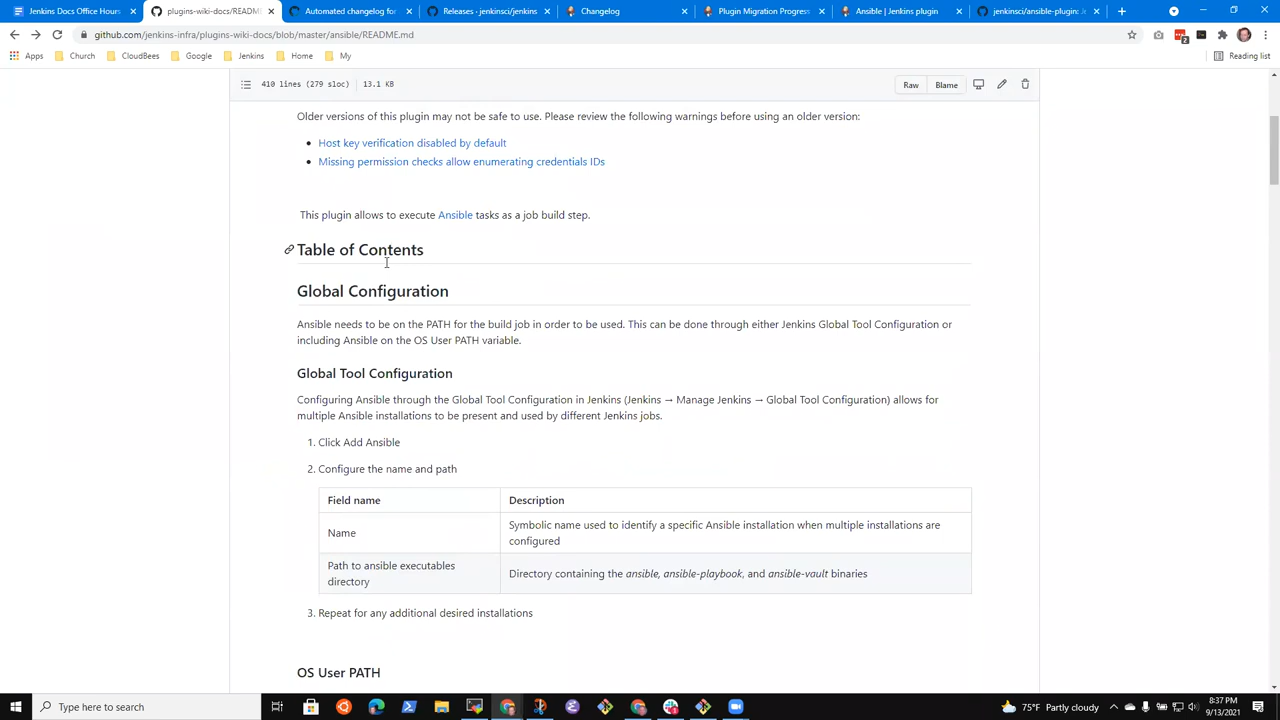 Jenkins Docs Office Hours
plugins-wiki-docs/README
Automated changelog for
Releases · jenkinsci/jenkins
Changelog
Plugin Migration Progress
Ansible | Jenkins plugin
jenkinsci/ansible-plugin: Je
github.com/jenkins-infra/plugins-wiki-docs/blob/master/ansible/README.md
2
Apps
Church
CloudBees
Google
Jenkins
Home
My
Reading list
410 lines (279 sloc)
13.1 KB
Raw
Blame
Older versions of this plugin may not be safe to use. Please review the following warnings before using an older version:
• Host key verification disabled by default
• Missing permission checks allow enumerating credentials IDs
This plugin allows to execute Ansible tasks as a job build step.
Table of Contents
Global Configuration
Ansible needs to be on the PATH for the build job in order to be used. This can be done through either Jenkins Global Tool Configuration or
including Ansible on the OS User PATH variable.
Global Tool Configuration
Configuring Ansible through the Global Tool Configuration in Jenkins (Jenkins → Manage Jenkins → Global Tool Configuration) allows for
multiple Ansible installations to be present and used by different Jenkins jobs.
1. Click Add Ansible
2. Configure the name and path
Field name
Description
Name
Symbolic name used to identify a specific Ansible installation when multiple installations are
configured
Path to ansible executables
directory
Directory containing the ansible, ansible-playbook, and ansible-vault binaries
3. Repeat for any additional desired installations
OS User PATH
Type here to search
75°F Partly cloudy
8:37 PM
9/13/2021